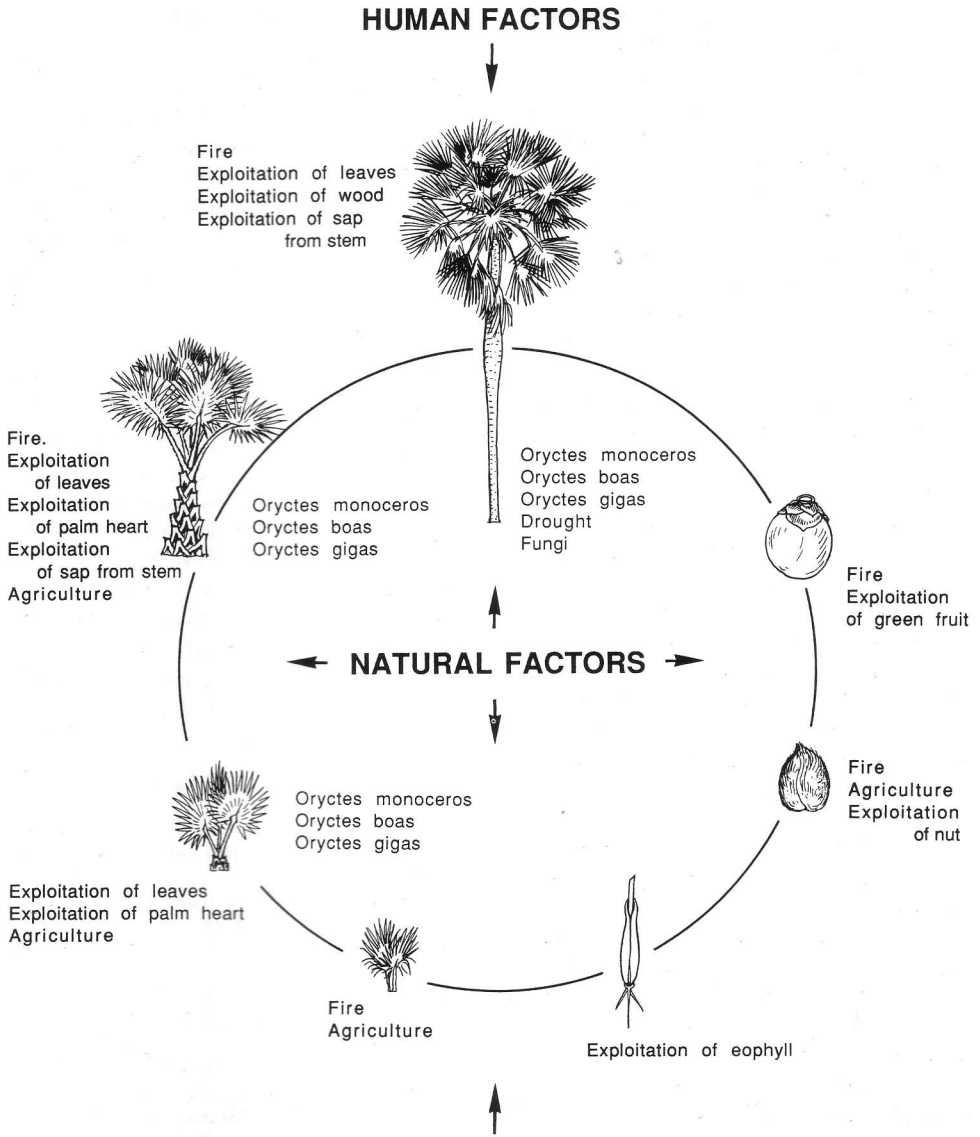 HUMAN FACTORS
Fire
Exploitation of leaves
Exploitation of wood
Exploitation of sap
from stem
Fire.
Exploitation
of leaves
Exploitation
of palm heart
Exploitation
of sap from stem
Agriculture
Oryctes monoceros
Oryctes boas
Oryctes gigas
Oryctes monoceros
Oryctes boas
Oryctes gigas
Drought
Fungi
Fire
Exploitation
of green fruit
NATURAL FACTORS
Fire
Agriculture
Exploitation
of nut
Oryctes monoceros
Oryctes boas
Oryctes gigas
Exploitation of leaves
Exploitation of palm heart
Agriculture
Fire
Agriculture
Exploitation of eophyll